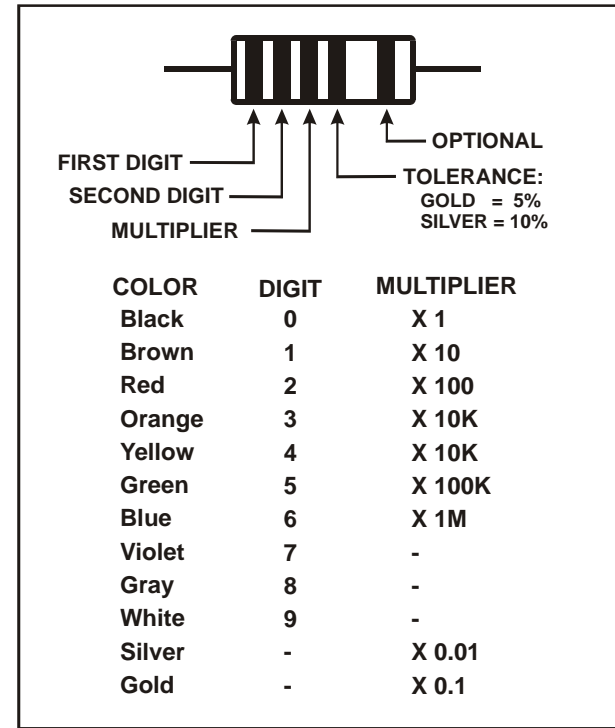 OPTIONAL
FIRST DIGIT
TOLERANCE:
SECOND DIGIT
GOLD = 5%
SILVER = 10%
MULTIPLIER
COLOR DIGIT MULTIPLIER
Black 0 X 1
Brown 1 X 10
Red 2 X 100
Orange 3 X 10K
Yellow 4 X 10K
Green 5 X 100K
Blue 6 X 1M
Violet 7 -
Gray 8 -
White 9 -
Silver - X 0.01
Gold - X 0.1